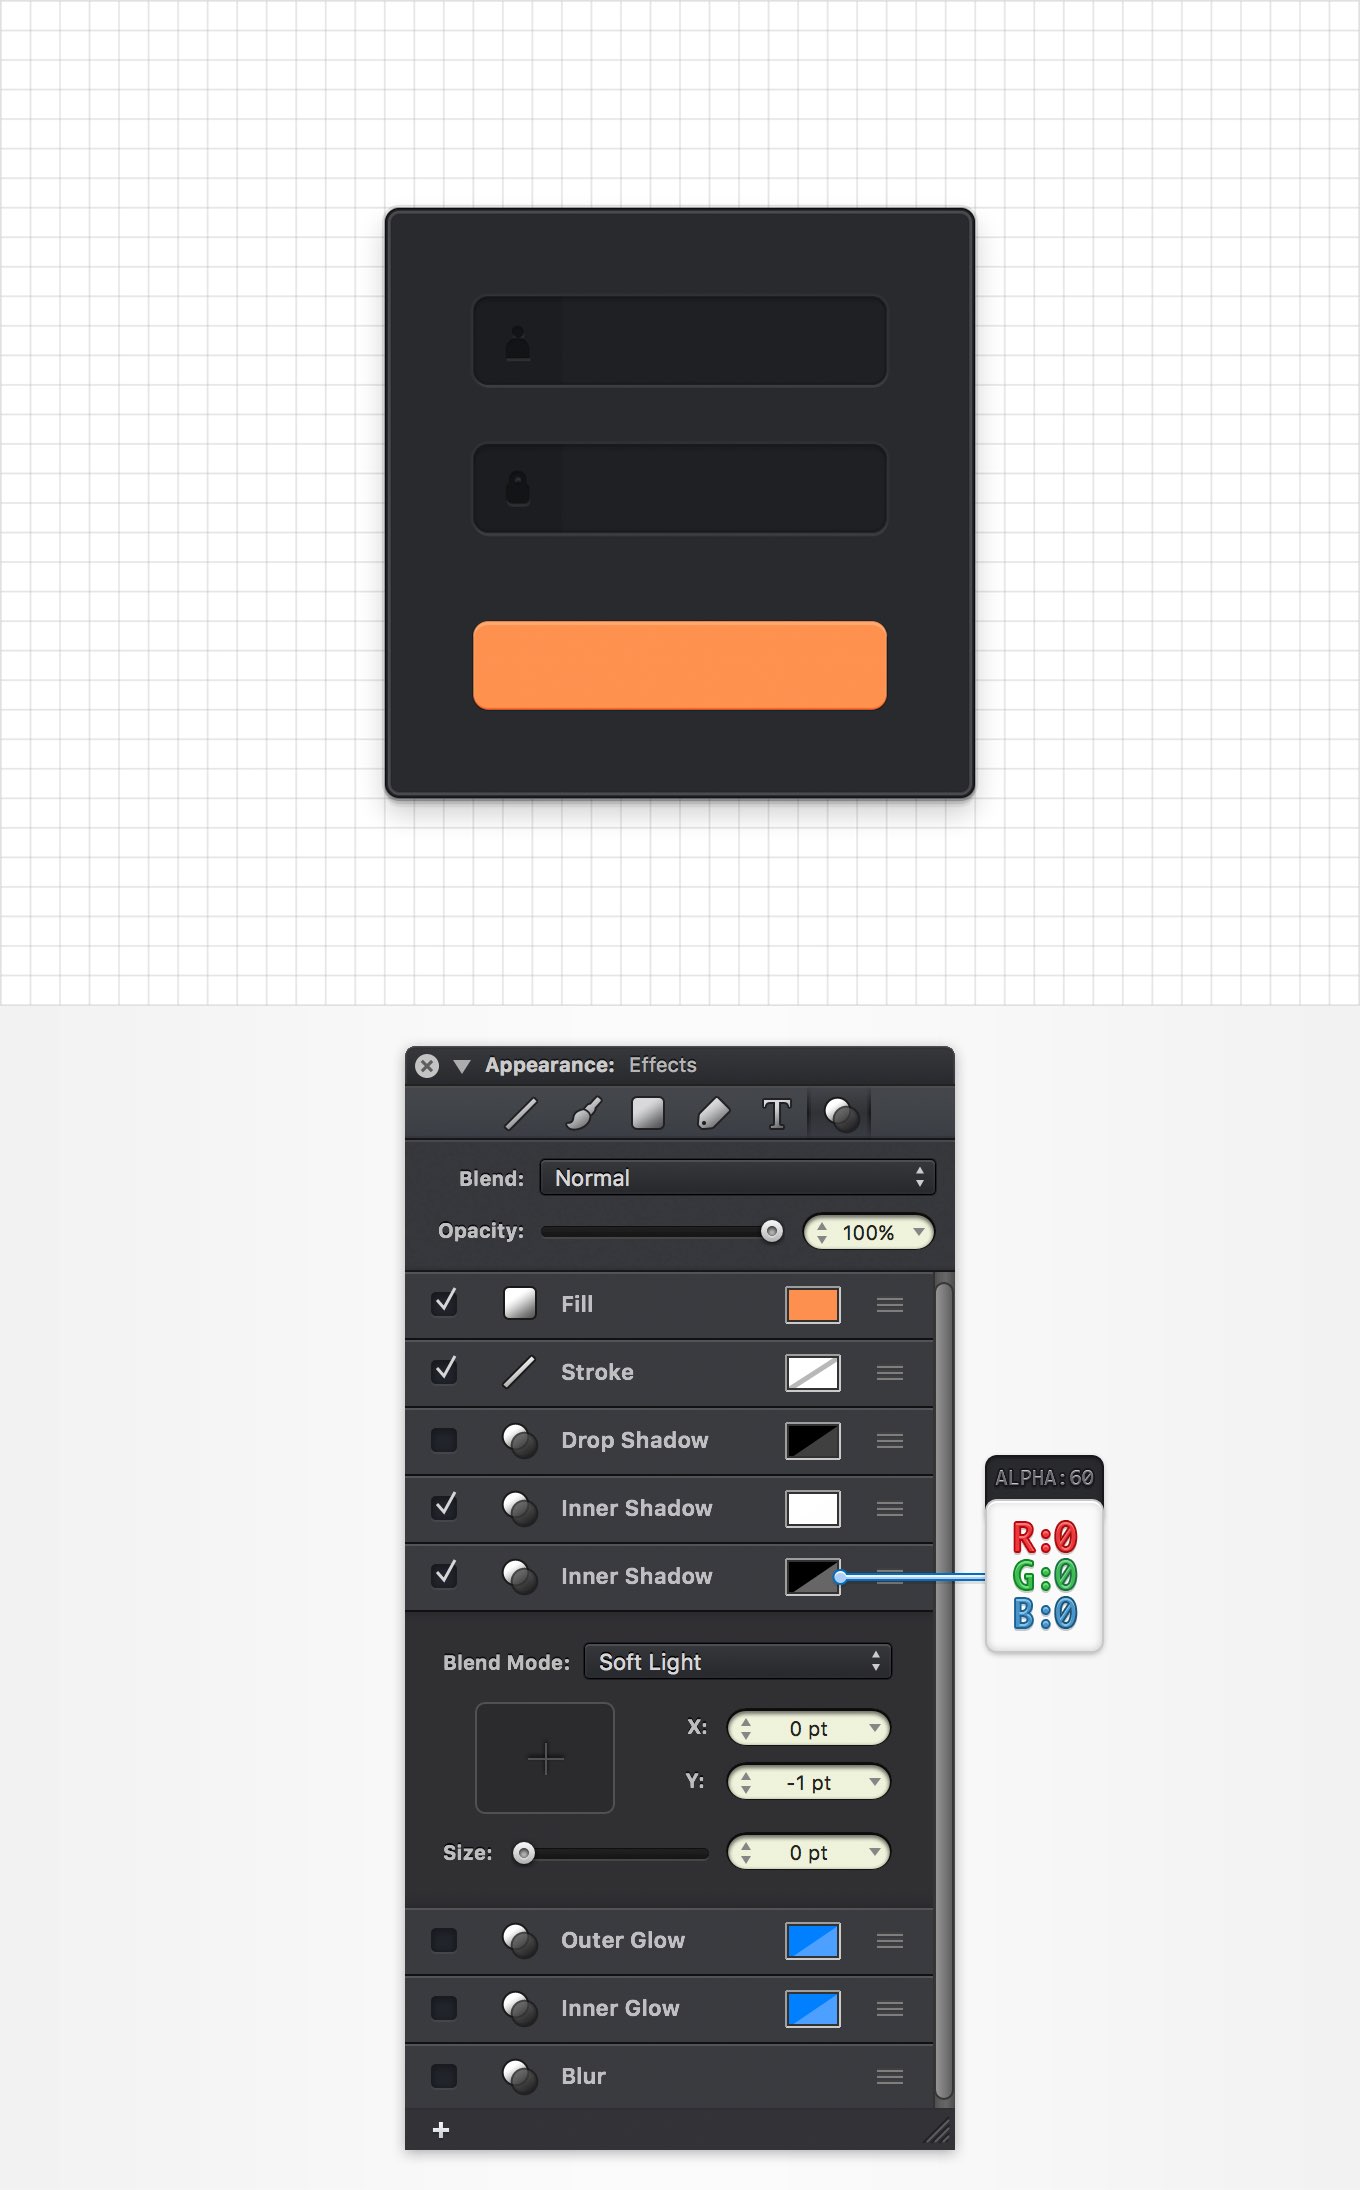 Appearance: Effects
T
Blend: Normal
Opacity: 100%
Fill
Stroke
Drop Shadow
Inner Shadow
Inner Shadow
ALPHA:60
R:0
G:0
B:0
Blend Mode: Soft Light
X: 0 pt
Y: -1 pt
Size: 0 pt
Outer Glow
Inner Glow
Blur